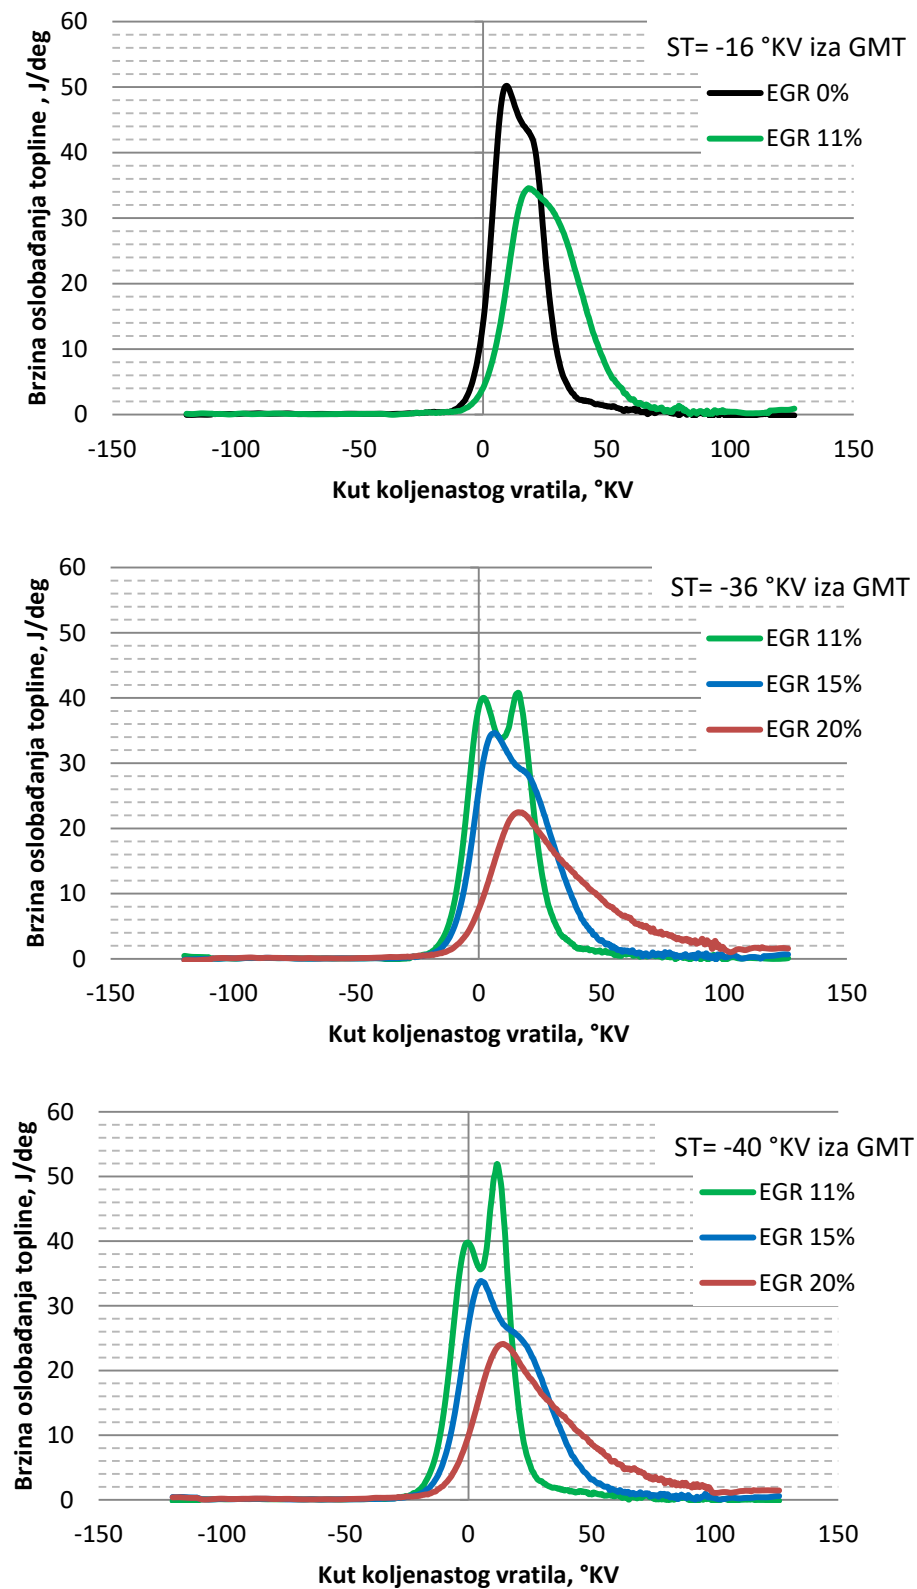 60
50
40
30
20
10
0
Brzina oslobađanja topline , J/deg
ST= -16 °KV iza GMT
EGR 0%
EGR 11%
-150 -100 -50 0 50 100 150
Kut koljenastog vratila, °KV
60
50
40
30
20
10
0
Brzina oslobađanja topline, J/deg
ST= -36 °KV iza GMT
EGR 11%
EGR 15%
EGR 20%
-150 -100 -50 0 50 100 150
Kut koljenastog vratila, °KV
60
50
40
30
20
10
0
Brzina oslobađanja topline, J/deg
ST= -40 °KV iza GMT
EGR 11%
EGR 15%
EGR 20%
-150 -100 -50 0 50 100 150
Kut koljenastog vratila, °KV